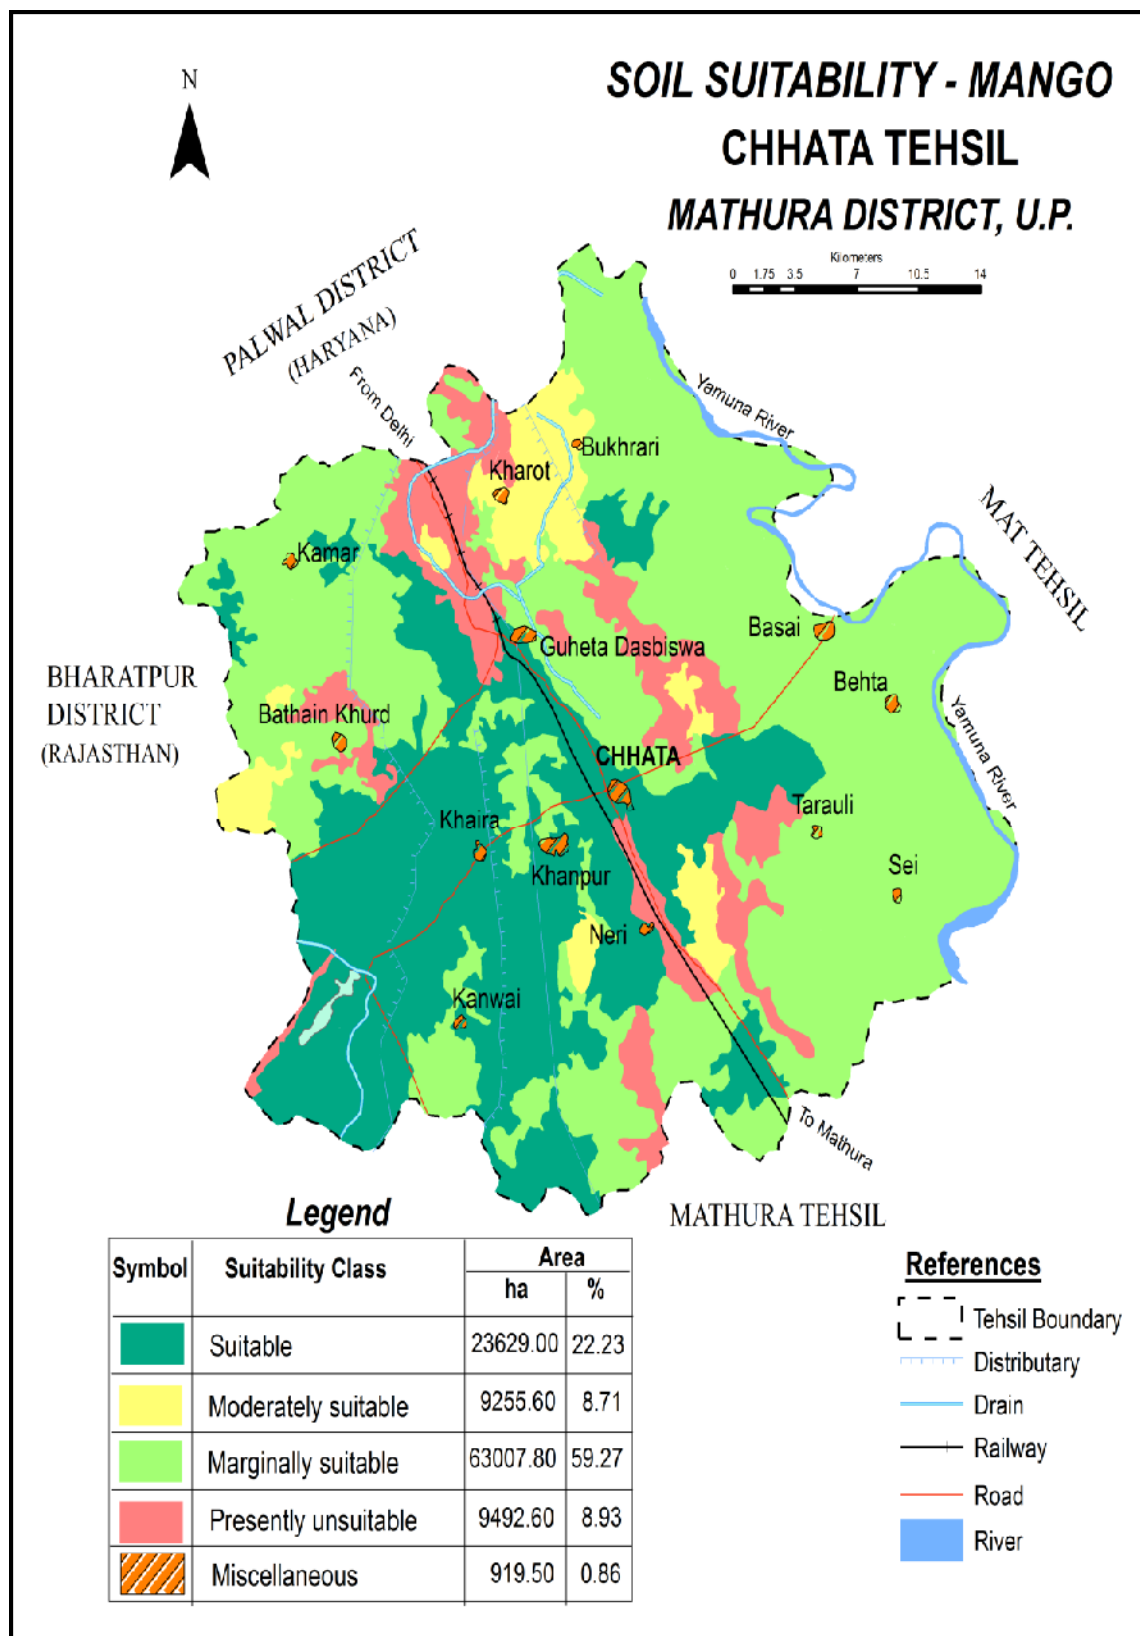 SOIL SUITABILITY - MANGO
CHHATA TEHSIL
MATHURA DISTRICT, U.P.
N
Kilometers
0 1.75 3.5 7 10.5 14
PALWAL DISTRICT
(HARYANA)
From Delhi
Yamuna River
Bukhrari
Kharot
MAT TEHSIL
Kamar
Basai
Guheta Dasbiswa
BHARATPUR
DISTRICT
(RAJASTHAN)
Behta
Bathain Khurd
Yamuna River
CHHATA
Khaira
Tarauli
Khanpur
Sei
Neri
Kanwai
To Mathura
MATHURA TEHSIL
Legend
Symbol Suitability Class Area
ha %
Suitable 23629.00 22.23
Moderately suitable 9255.60 8.71
Marginally suitable 63007.80 59.27
Presently unsuitable 9492.60 8.93
Miscellaneous 919.50 0.86
References
Tehsil Boundary
Distributary
Drain
Railway
Road
River